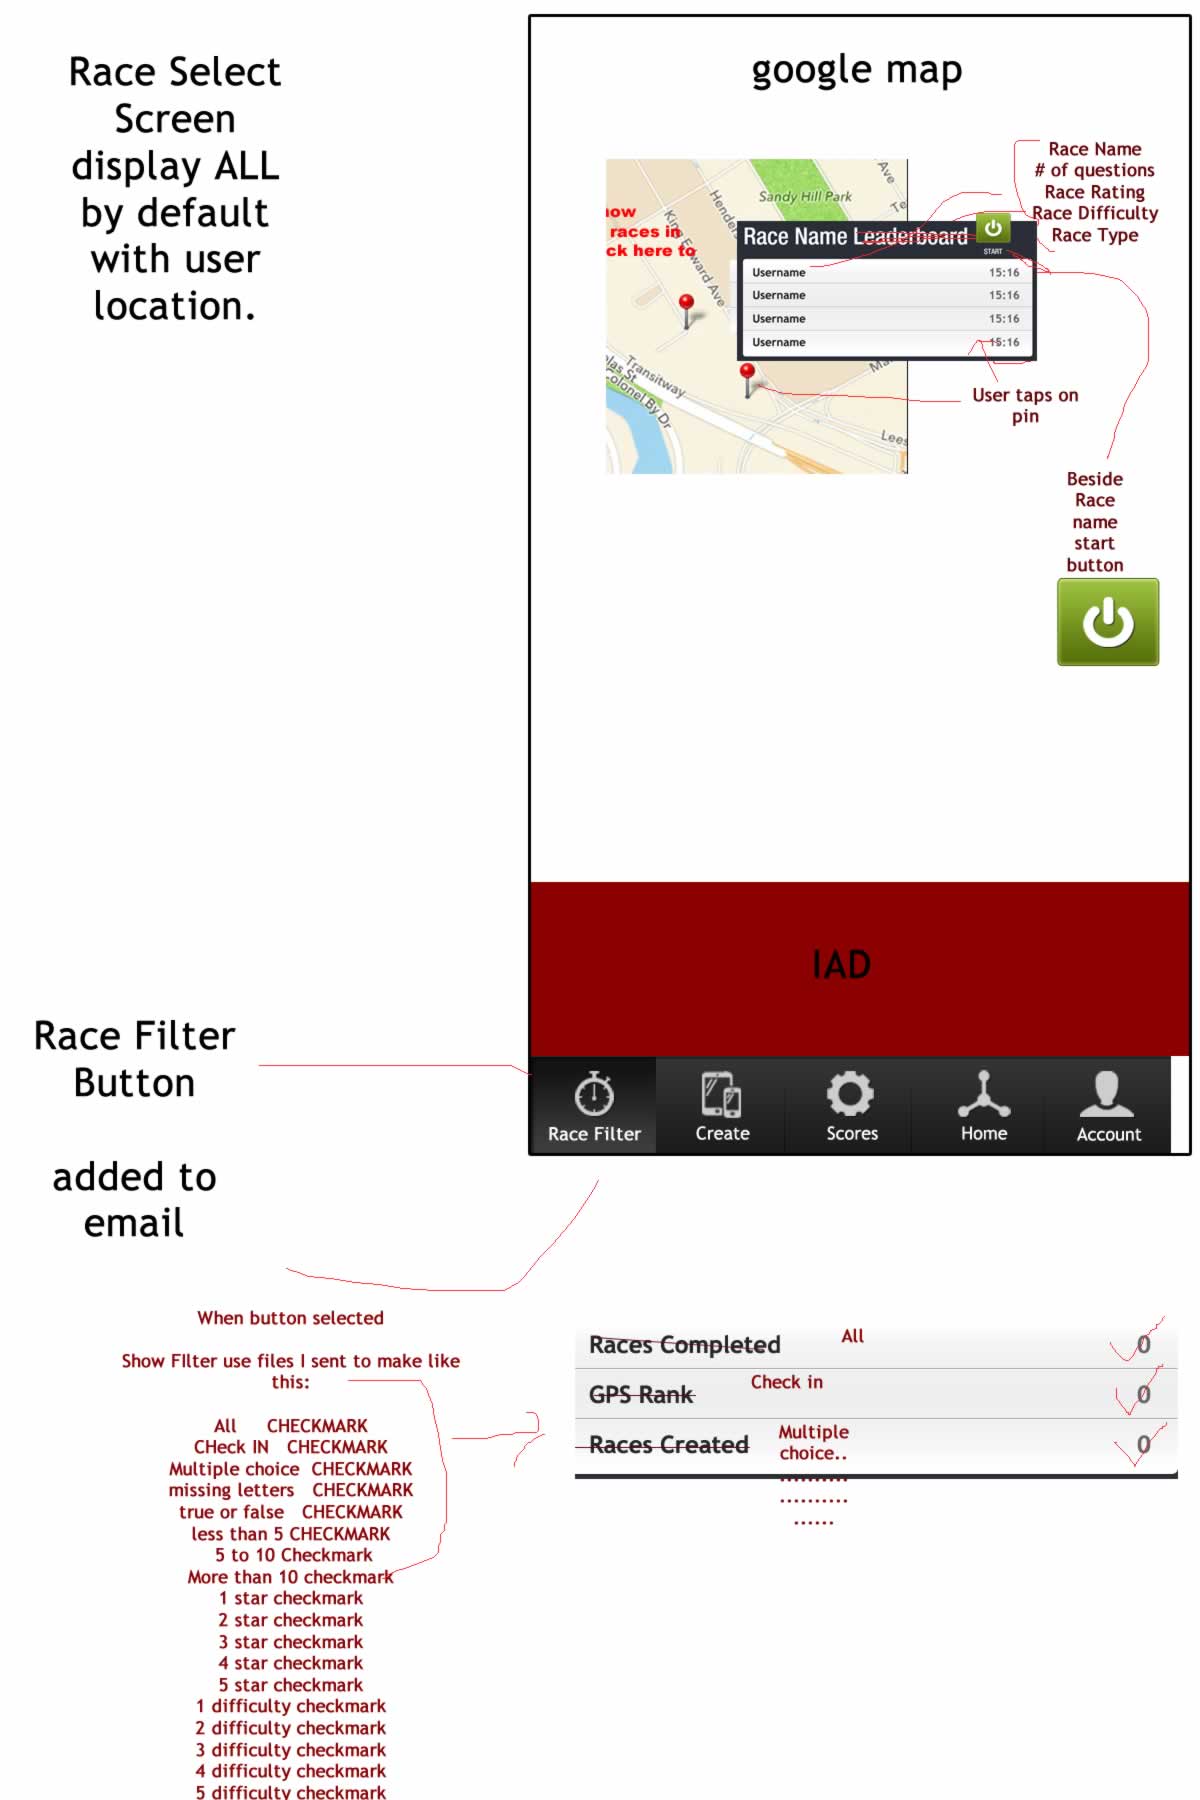 Race Select
Screen
display ALL
by default
with user
location.
google map
Race Name
# of questions
Race Rating
Race Difficulty
Race Type
Sandy Hill Park
Ave
Te
Henders
King Edward Ave
now
races in
ck here to
Race Name Leaderboard
START
Username 15:16
Username 15:16
Username 15:16
Username 15:16
Transitway
olas St
Colonel By Dr
Ma
Lees
User taps on
pin
Beside
Race
name
start
button
IAD
Race Filter
Button
Race Filter
Create
Scores
Home
Account
added to
email
When button selected
Show FIlter use files I sent to make like
this:
All CHECKMARK
CHeck IN CHECKMARK
Multiple choice CHECKMARK
missing letters CHECKMARK
true or false CHECKMARK
less than 5 CHECKMARK
5 to 10 Checkmark
More than 10 checkmark
1 star checkmark
2 star checkmark
3 star checkmark
4 star checkmark
5 star checkmark
1 difficulty checkmark
2 difficulty checkmark
3 difficulty checkmark
4 difficulty checkmark
5 difficulty checkmark
Races Completed All 0
GPS Rank Check in 0
Races Created Multiple 0
choice..
..........
..........
......